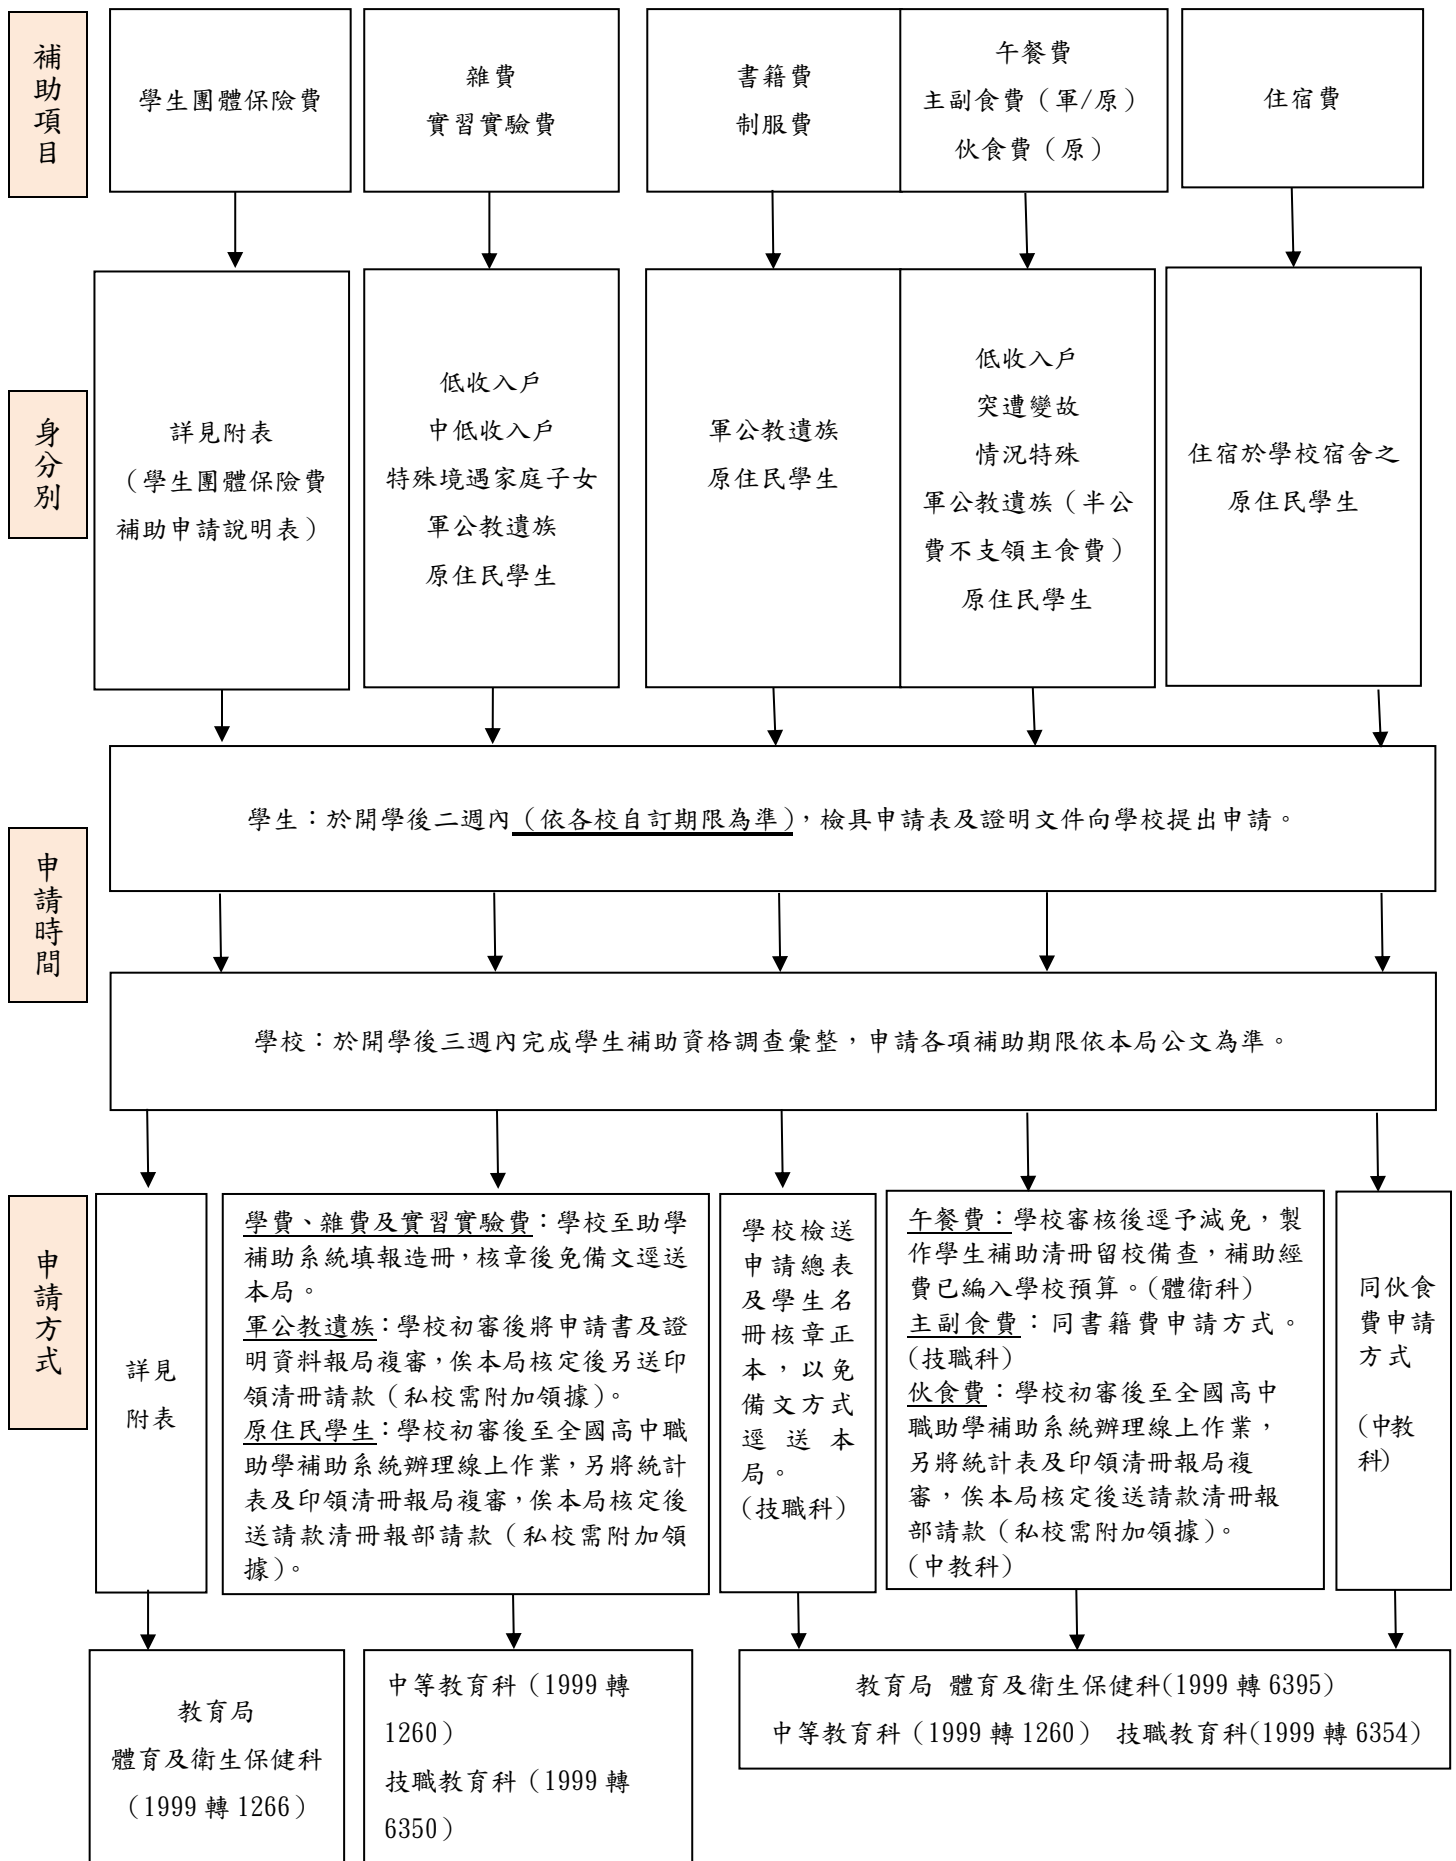 補助項目
學生團體保險費
雜費
實習實驗費
書籍費
制服費
午餐費
主副食費（軍/原）
伙食費（原）
住宿費
身分別
詳見附表
（學生團體保險費
補助申請說明表）
低收入戶
中低收入戶
特殊境遇家庭子女
軍公教遺族
原住民學生
軍公教遺族
原住民學生
低收入戶
突遭變故
情況特殊
軍公教遺族（半公
費不支領主食費）
原住民學生
住宿於學校宿舍之
原住民學生
申請時間
學生：於開學後二週內（依各校自訂期限為準），檢具申請表及證明文件向學校提出申請。
學校：於開學後三週內完成學生補助資格調查彙整，申請各項補助期限依本局公文為準。
申請方式
詳見
附表
學費、雜費及實習實驗費：學校至助學
補助系統填報造冊，核章後免備文逕送
本局。
軍公教遺族：學校初審後將申請書及證
明資料報局複審，俟本局核定後另送印
領清冊請款（私校需附加領據）。
原住民學生：學校初審後至全國高中職
助學補助系統辦理線上作業，另將統計
表及印領清冊報局複審，俟本局核定後
送請款清冊報部請款（私校需附加領
據）。
學校檢送
申請總表
及學生名
冊核章正
本，以免
備文方式
逕送本
局。
(技職科)
午餐費：學校審核後逕予減免，製
作學生補助清冊留校備查，補助經
費已編入學校預算。(體衛科)
主副食費：同書籍費申請方式。
(技職科)
伙食費：學校初審後至全國高中
職助學補助系統辦理線上作業，
另將統計表及印領清冊報局複
審，俟本局核定後送請款清冊報
部請款（私校需附加領據）。
(中教科)
同伙食
費申請
方式
(中教
科)
教育局
體育及衛生保健科
（1999 轉 1266）
中等教育科（1999 轉
1260）
技職教育科（1999 轉
6350）
教育局 體育及衛生保健科(1999 轉 6395)
中等教育科（1999 轉 1260） 技職教育科(1999 轉 6354)